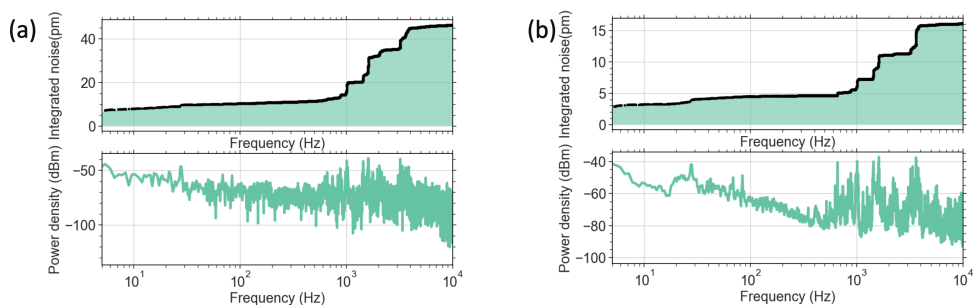 (a)
Integrated noise(pm)
40
20
0
Frequency (Hz)
Power density (dBm)
−50
−100
10¹ 10² 10³ 10⁴
Frequency (Hz)
(b)
Integrated noise(pm)
15
10
5
0
Frequency (Hz)
Power density (dBm)
−40
−60
−80
−100
10¹ 10² 10³ 10⁴
Frequency (Hz)